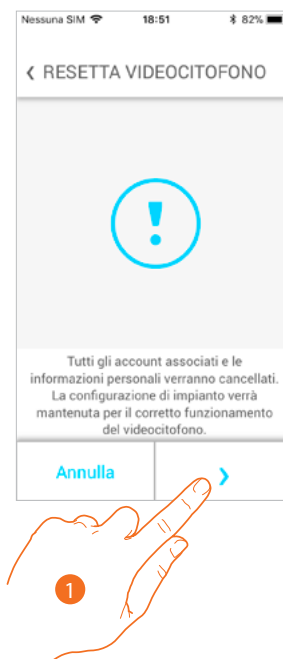 Nessuna SIM 18:51 82%
< RESETTA VIDEOCITOFONO
!
Tutti gli account associati e le
informazioni personali verranno cancellati.
La configurazione di impianto verrà
mantenuta per il corretto funzionamento
del videocitofono.
Annulla >
1